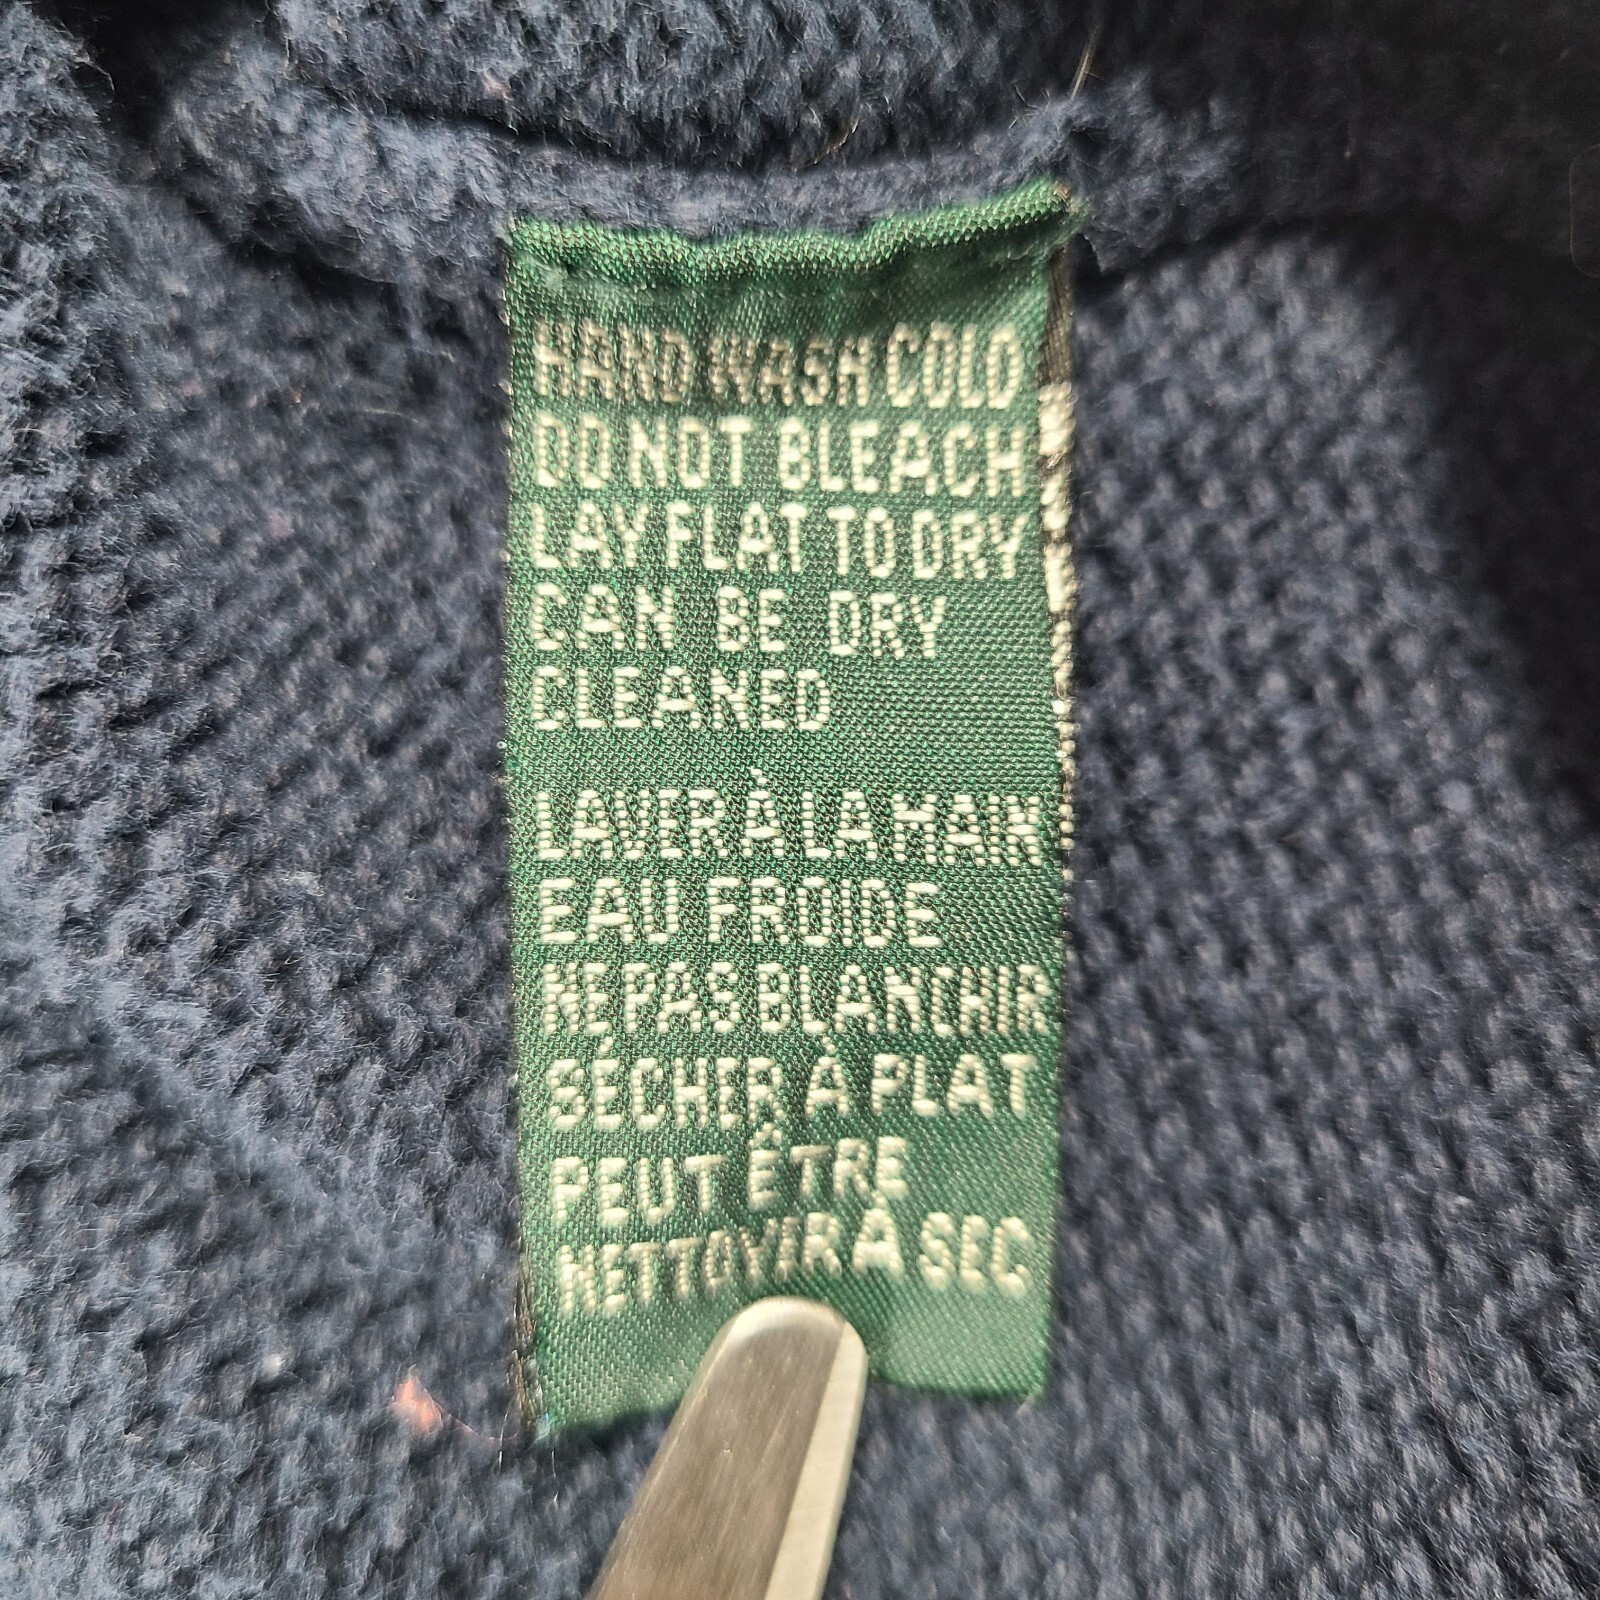 HAND WASH COLD
DO NOT BLEACH
LAY FLAT TO DRY
CAN BE DRY
CLEANED
LAVER À LA MAIN
EAU FROIDE
NE PAS BLANCHIR
SÉCHER À PLAT
PEUT ÊTRE
NETTOYIR À SEC